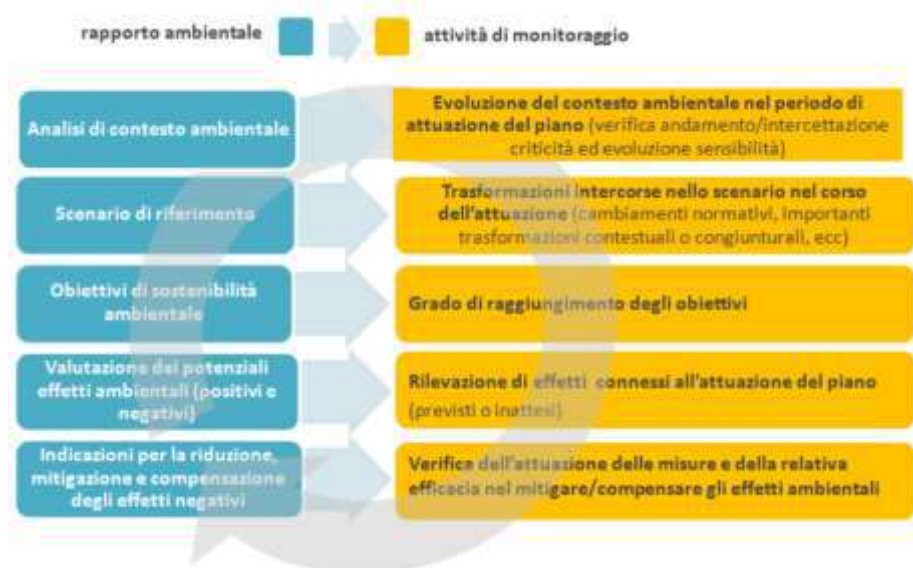 rapporto ambientale
attività di monitoraggio
Analisi di contesto ambientale
Evoluzione del contesto ambientale nel periodo di
attuazione del piano (verifica andamento/intercettazione
criticità ed evoluzione sensibilità)
Scenario di riferimento
Trasformazioni intercorse nello scenario nel corso
dell'attuazione (cambiamenti normativi, importanti
trasformazioni contestuali o congiunturali, ecc)
Obiettivi di sostenibilità
ambientale
Grado di raggiungimento degli obiettivi
Valutazione dei potenziali
effetti ambientali (positivi e
negativi)
Rilevazione di effetti connessi all'attuazione del piano
(previsti o inattesi)
Indicazioni per la riduzione,
mitigazione e compensazione
degli effetti negativi
Verifica dell'attuazione delle misure e della relativa
efficacia nel mitigare/compensare gli effetti ambientali